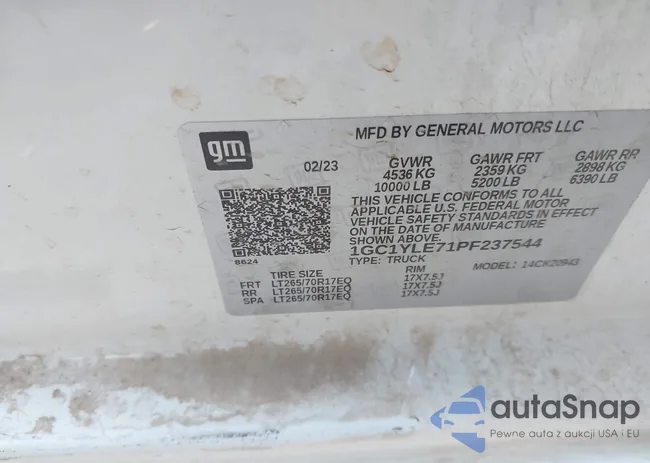 gm
MFD BY GENERAL MOTORS LLC
02/23
GVWR GAWR FRT GAWR RR
4536 KG 2359 KG 2898 KG
10000 LB 5200 LB 6390 LB
THIS VEHICLE CONFORMS TO ALL
APPLICABLE U.S. FEDERAL MOTOR
VEHICLE SAFETY STANDARDS IN EFFECT
ON THE DATE OF MANUFACTURE
SHOWN ABOVE.
1GC1YLE71PF237544
8624
TYPE: TRUCK MODEL: 14CK20943
TIRE SIZE RIM
FRT LT265/70R17EQ 17X7.5J
RR LT265/70R17EQ 17X7.5J
SPA LT265/70R17EQ 17X7.5J
autaSnap
Pewne auta z aukcji USA i EU